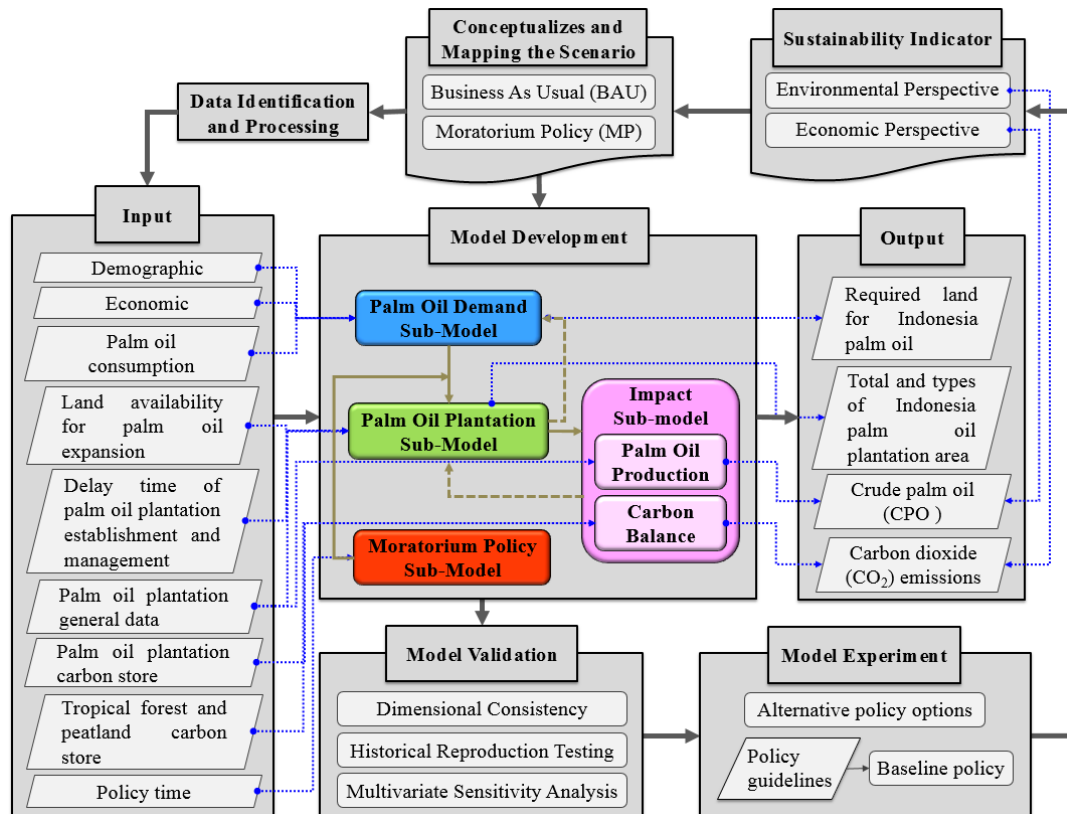 Conceptualizes and
Mapping the Scenario
Business As Usual (BAU)
Moratorium Policy (MP)
Sustainability Indicator
Environmental Perspective
Economic Perspective
Data Identification
and Processing
Input
Demographic
Economic
Palm oil
consumption
Land availability
for palm oil
expansion
Delay time of
palm oil plantation
establishment and
management
Palm oil plantation
general data
Palm oil plantation
carbon store
Tropical forest and
peatland carbon
store
Policy time
Model Development
Palm Oil Demand
Sub-Model
Palm Oil Plantation
Sub-Model
Moratorium Policy
Sub-Model
Impact
Sub-model
Palm Oil
Production
Carbon
Balance
Output
Required land
for Indonesia
palm oil
Total and types
of Indonesia
palm oil
plantation area
Crude palm oil
(CPO )
Carbon dioxide
(CO₂) emissions
Model Validation
Dimensional Consistency
Historical Reproduction Testing
Multivariate Sensitivity Analysis
Model Experiment
Alternative policy options
Policy
guidelines
Baseline policy